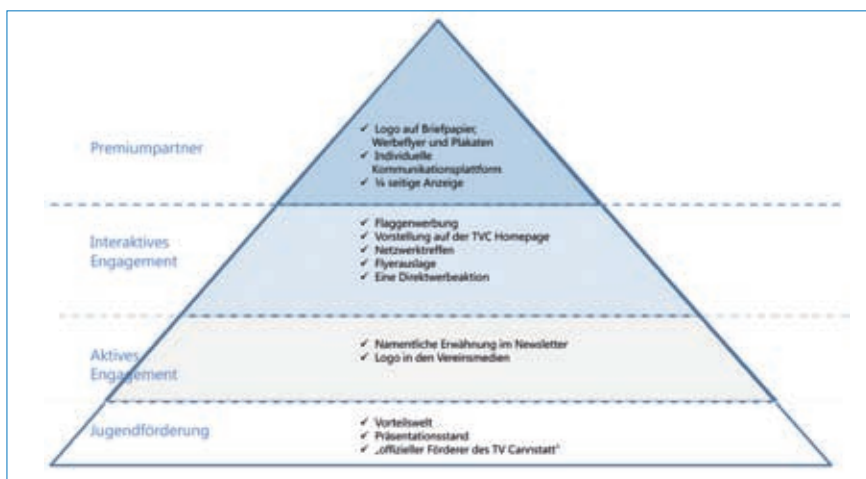 Premiumpartner
✓ Logo auf Briefpapier,
Werbeflyer und Plakaten
✓ Individuelle
Kommunikationsplattform
✓ ¼ seitige Anzeige
Interaktives
Engagement
✓ Flaggenwerbung
✓ Vorstellung auf der TVC Homepage
✓ Netzwerktreffen
✓ Flyerauslage
✓ Eine Direktwerbeaktion
Aktives
Engagement
✓ Namentliche Erwähnung im Newsletter
✓ Logo in den Vereinsmedien
Jugendförderung
✓ Vorteilswelt
✓ Präsentationsstand
✓ „offizieller Förderer des TV Cannstatt“